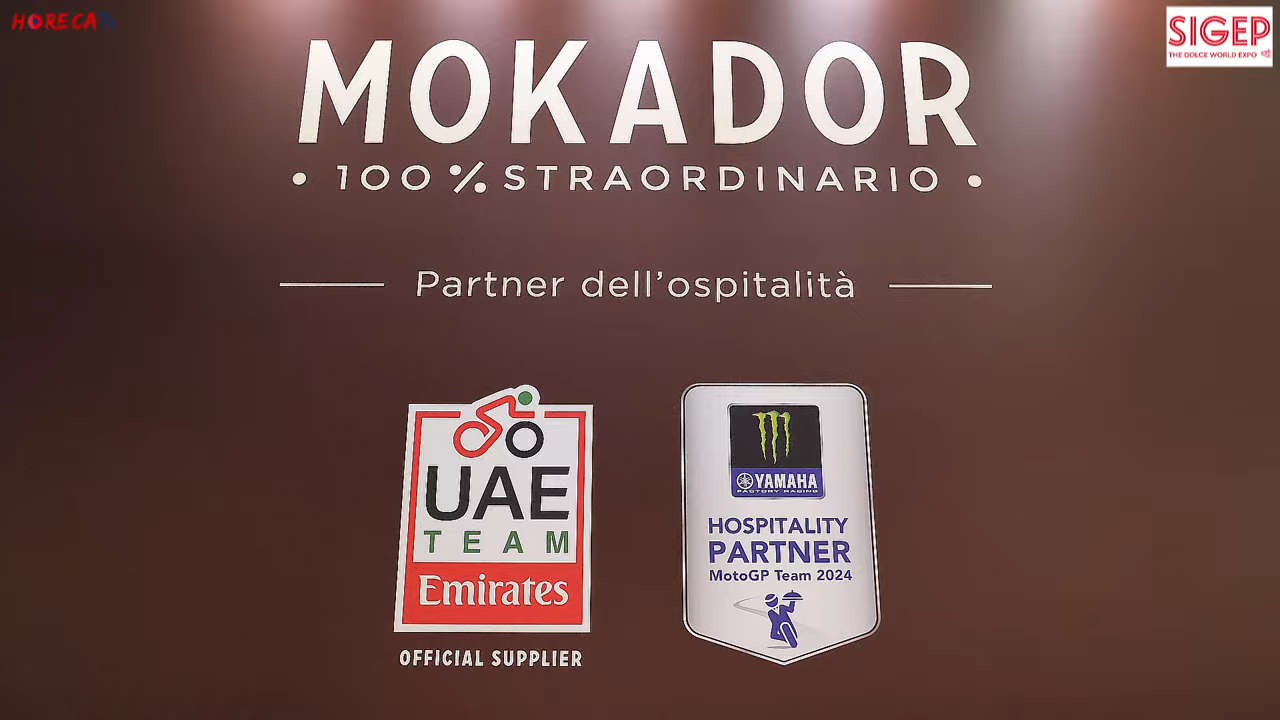 HORECATV
SIGEP
THE DOLCE WORLD EXPO
MOKADOR
• 100% STRAORDINARIO •
Partner dell'ospitalità
UAE
TEAM
Emirates
OFFICIAL SUPPLIER
YAMAHA
FACTORY RACING
HOSPITALITY
PARTNER
MotoGP Team 2024